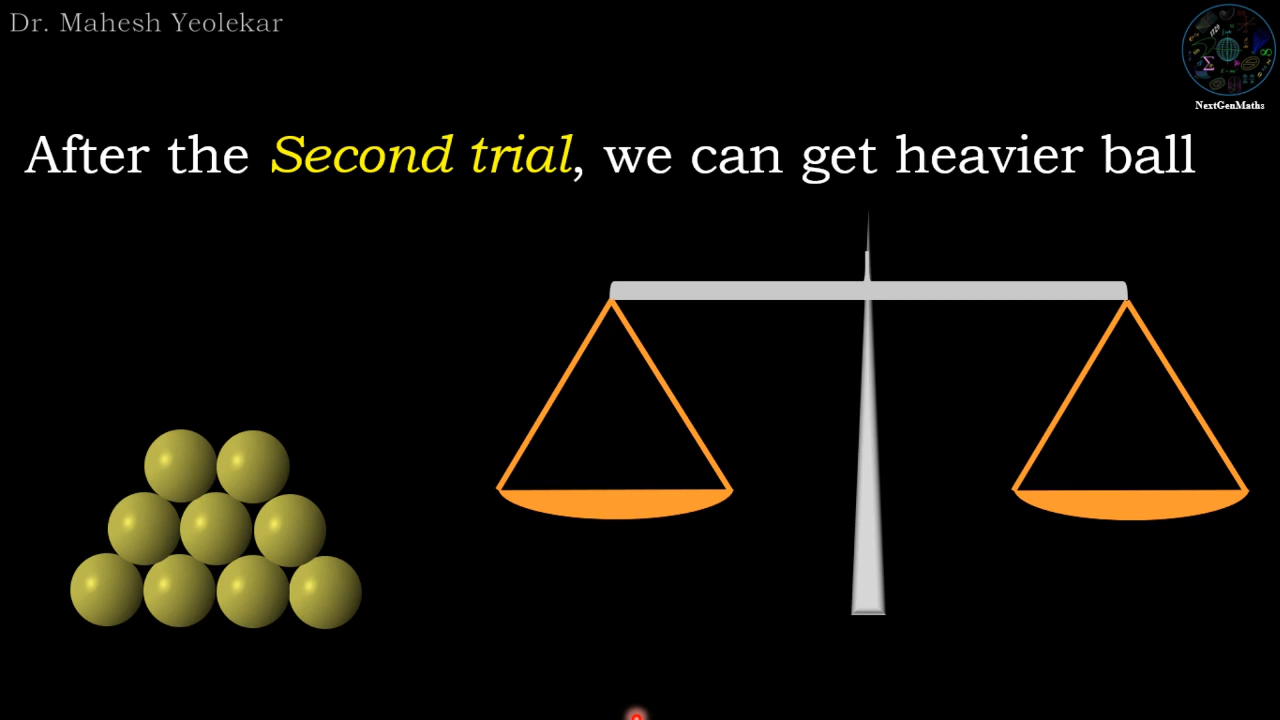 Dr. Mahesh Yeolekar
NextGenMaths
After the Second trial, we can get heavier ball